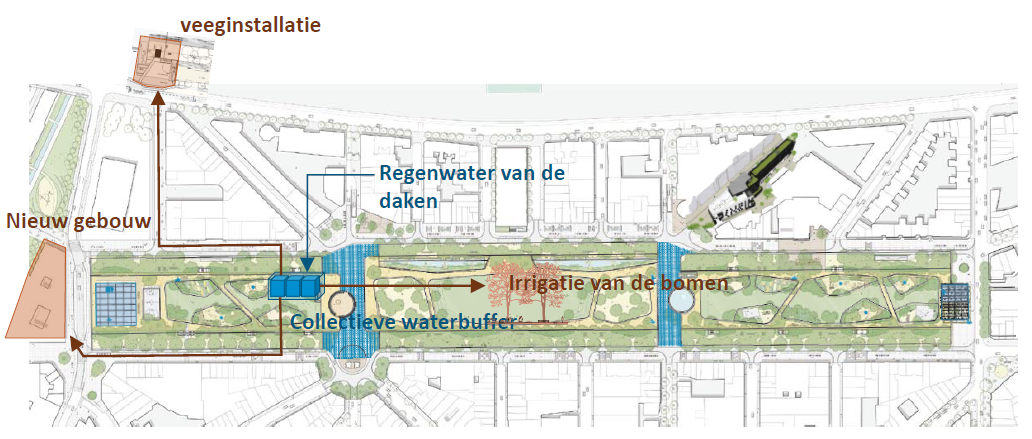 veeginstallatie
Regenwater van de
daken
Nieuw gebouw
Irrigatie van de bomen
Collectieve waterbuffer